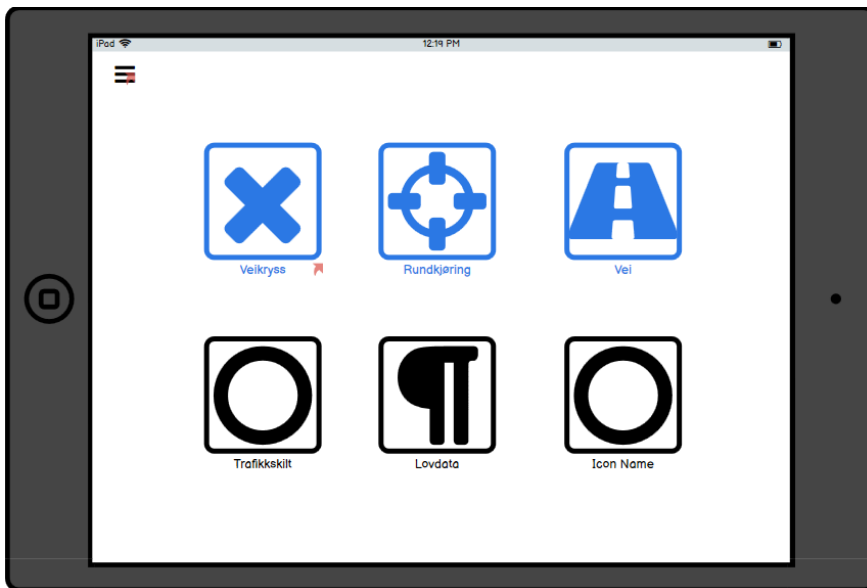 iPad 12:19 PM
Veikryss Rundkjøring Vei
Trafikkskilt Lovdata Icon Name